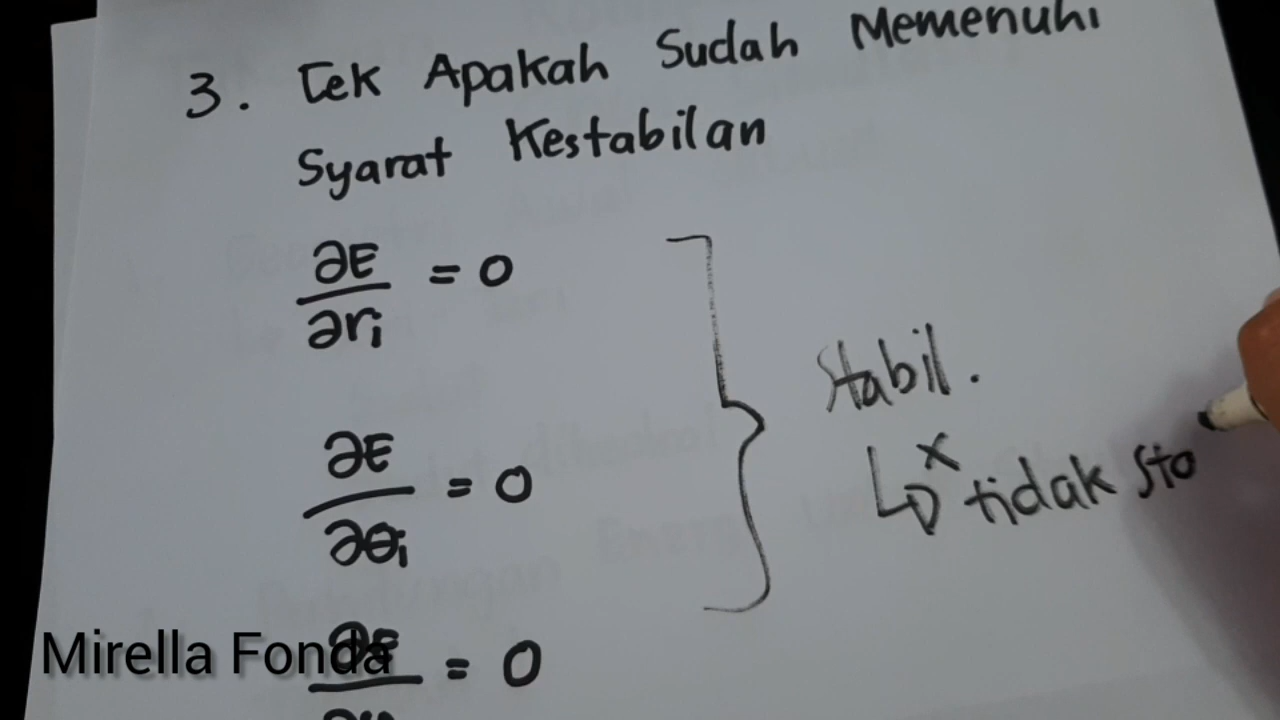 3. Cek Apakah Sudah Memenuhi
Syarat Kestabilan
∂E
∂ri
= 0
∂E
∂θi
= 0
Stabil.
x
↳ tidak sta
∂E
= 0
Mirella Fonda